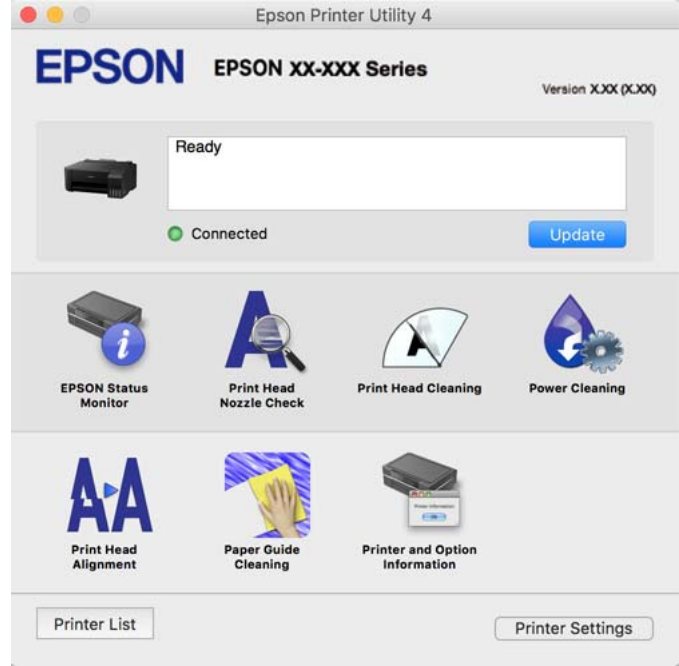 Epson Printer Utility 4
EPSON
EPSON XX-XXX Series
Version X.XX (X.XX)
Ready
Connected
Update
EPSON Status
Monitor
Print Head
Nozzle Check
Print Head Cleaning
Power Cleaning
Print Head
Alignment
Paper Guide
Cleaning
Printer and Option
Information
Printer List
Printer Settings